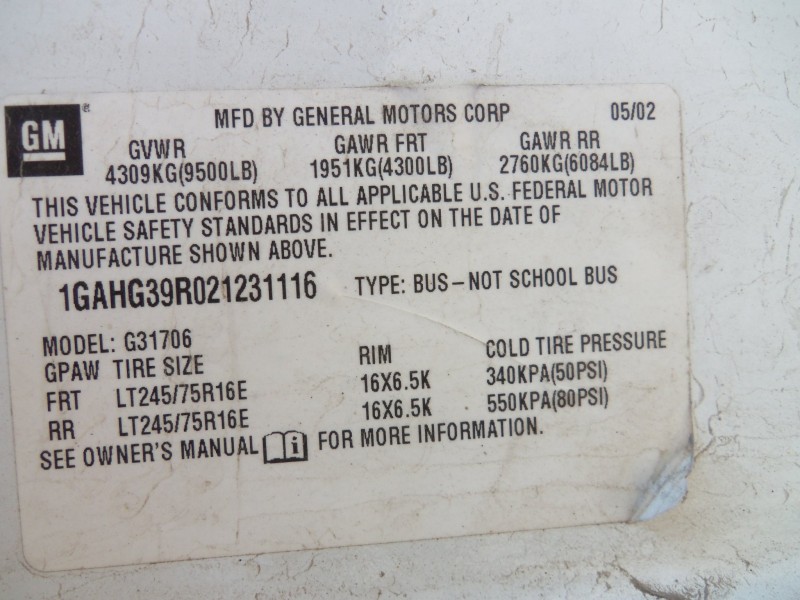 GM ®
MFD BY GENERAL MOTORS CORP 05/02
GVWR GAWR FRT GAWR RR
4309KG(9500LB) 1951KG(4300LB) 2760KG(6084LB)
THIS VEHICLE CONFORMS TO ALL APPLICABLE U.S. FEDERAL MOTOR
VEHICLE SAFETY STANDARDS IN EFFECT ON THE DATE OF
MANUFACTURE SHOWN ABOVE.
1GAHG39R021231116 TYPE: BUS-NOT SCHOOL BUS
MODEL: G31706
GPAW TIRE SIZE RIM COLD TIRE PRESSURE
FRT LT245/75R16E 16X6.5K 340KPA(50PSI)
RR LT245/75R16E 16X6.5K 550KPA(80PSI)
SEE OWNER'S MANUAL i FOR MORE INFORMATION.